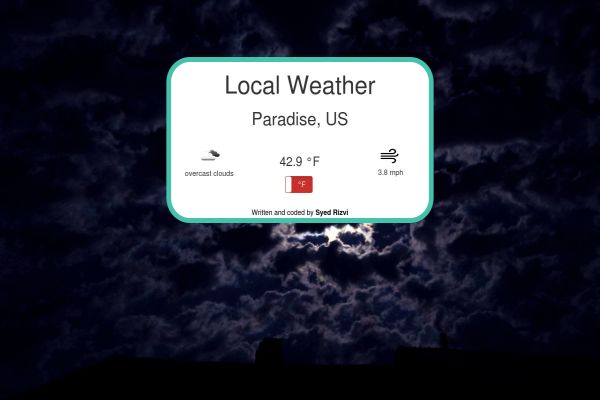 Local Weather
Paradise, US
overcast clouds
42.9 °F
3.8 mph
°F
Written and coded by Syed Rizvi